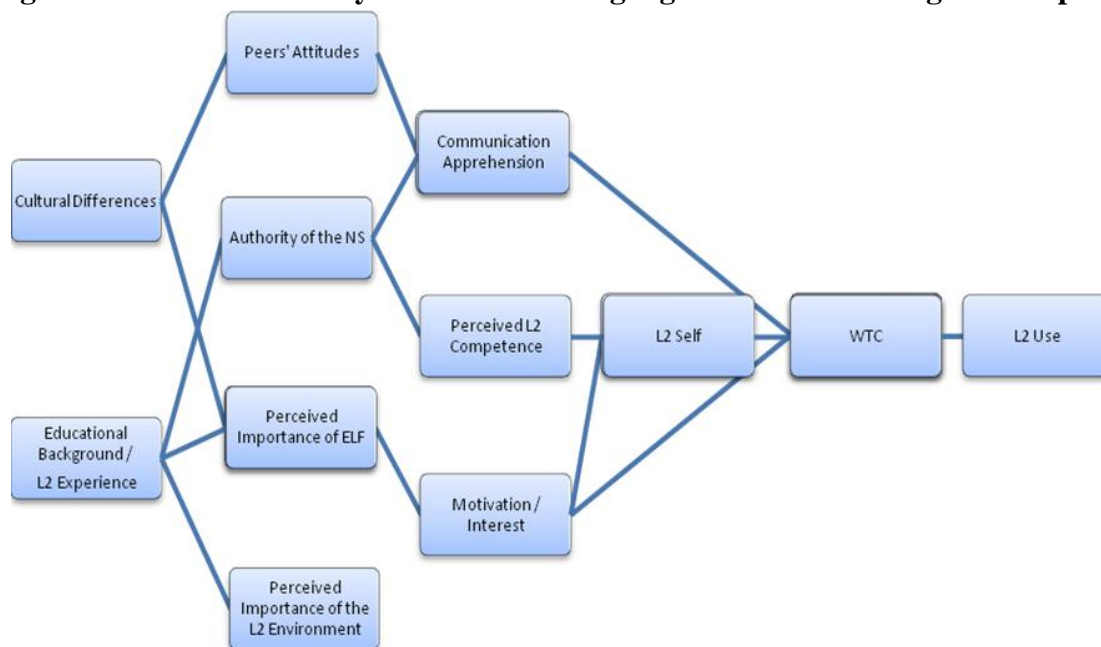 Peers' Attitudes
Communication
Apprehension
Cultural Differences
Authority of the NS
Perceived L2
Competence
L2 Self
WTC
L2 Use
Educational
Background /
L2 Experience
Perceived
Importance of ELF
Motivation /
Interest
Perceived
Importance of the
L2 Environment